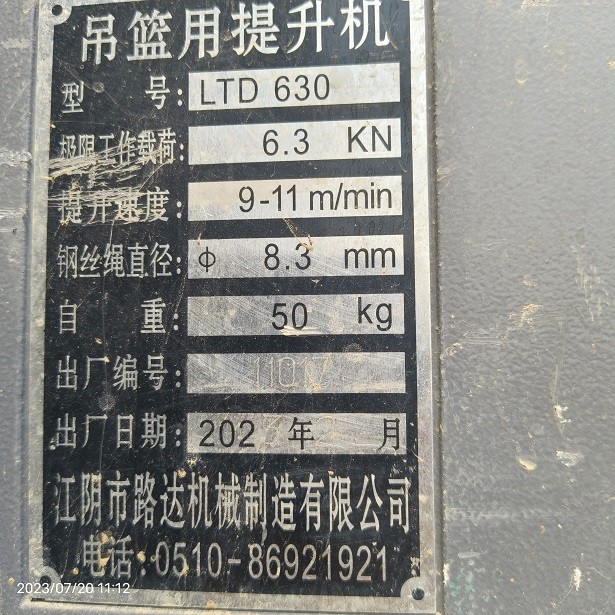 吊篮用提升机
型 号: LTD 630
极限工作载荷: 6.3 KN
提升速度: 9-11 m/min
钢丝绳直径: φ 8.3 mm
自 重: 50 kg
出厂编号:
出厂日期: 202 年 月
江阴市路达机械制造有限公司
电话:0510-86921921
2023/07/20 11:12